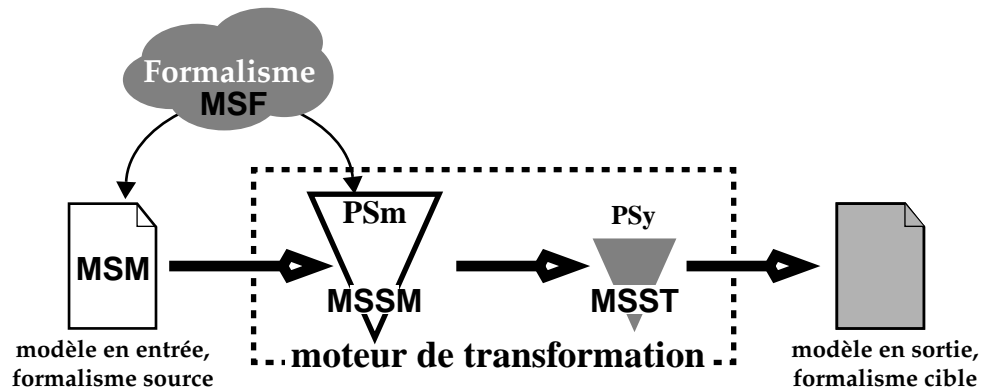 Formalisme
MSF
PSm
PSy
MSM
MSSM
MSST
modèle en entrée,
formalisme source
moteur de transformation
modèle en sortie,
formalisme cible